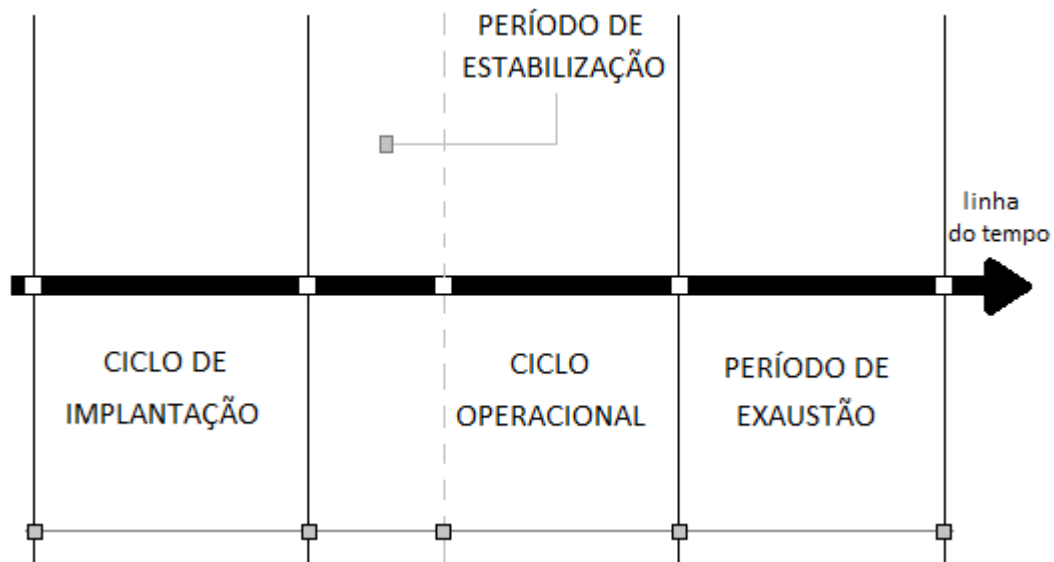 PERÍODO DE
ESTABILIZAÇÃO
linha
do tempo
CICLO DE
IMPLANTAÇÃO
CICLO
OPERACIONAL
PERÍODO DE
EXAUSTÃO